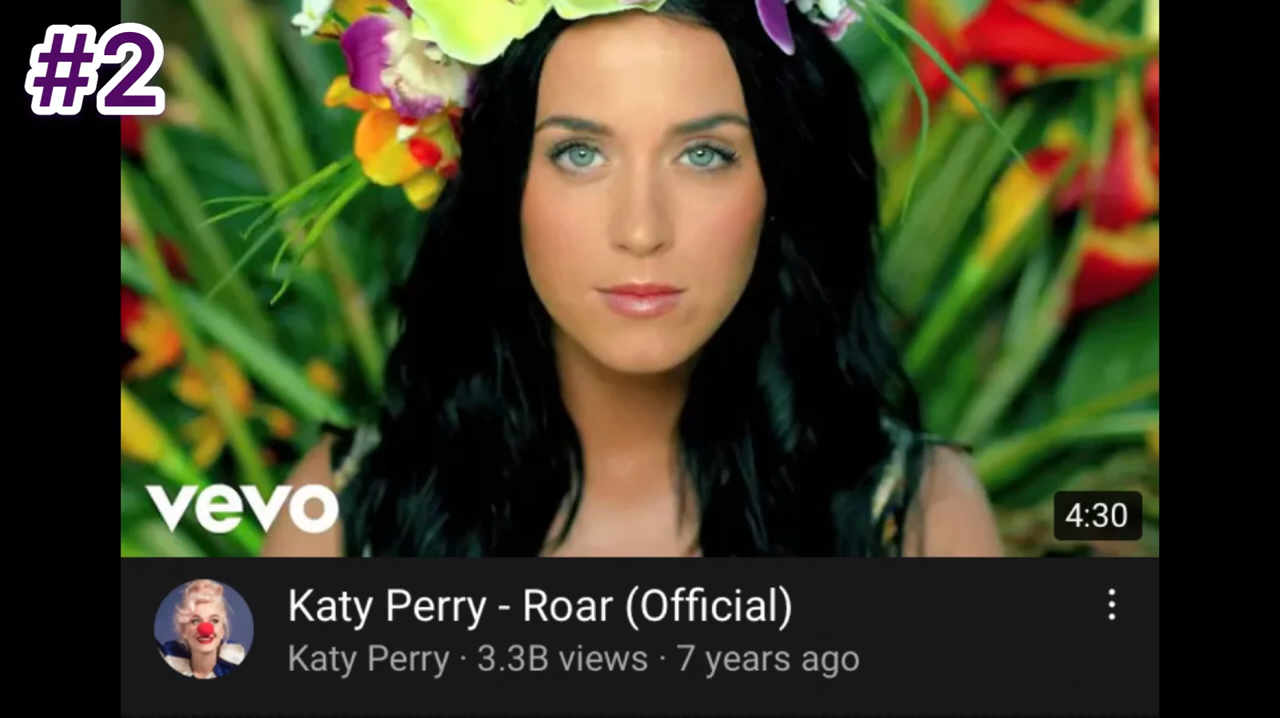 #2
vevo
4:30
Katy Perry - Roar (Official)
Katy Perry · 3.3B views · 7 years ago